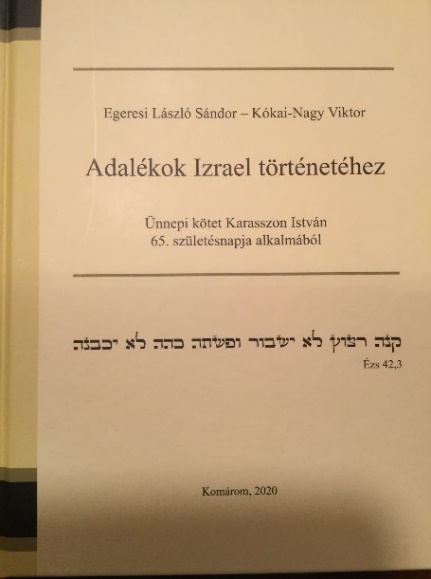 Egeresi László Sándor – Kókai-Nagy Viktor
Adalékok Izrael történetéhez
Ünnepi kötet Karasszon István
65. születésnapja alkalmából
קנה רצוץ לא ישבור ופשתה כהה לא יכבנה
Ézs 42,3
Komárom, 2020